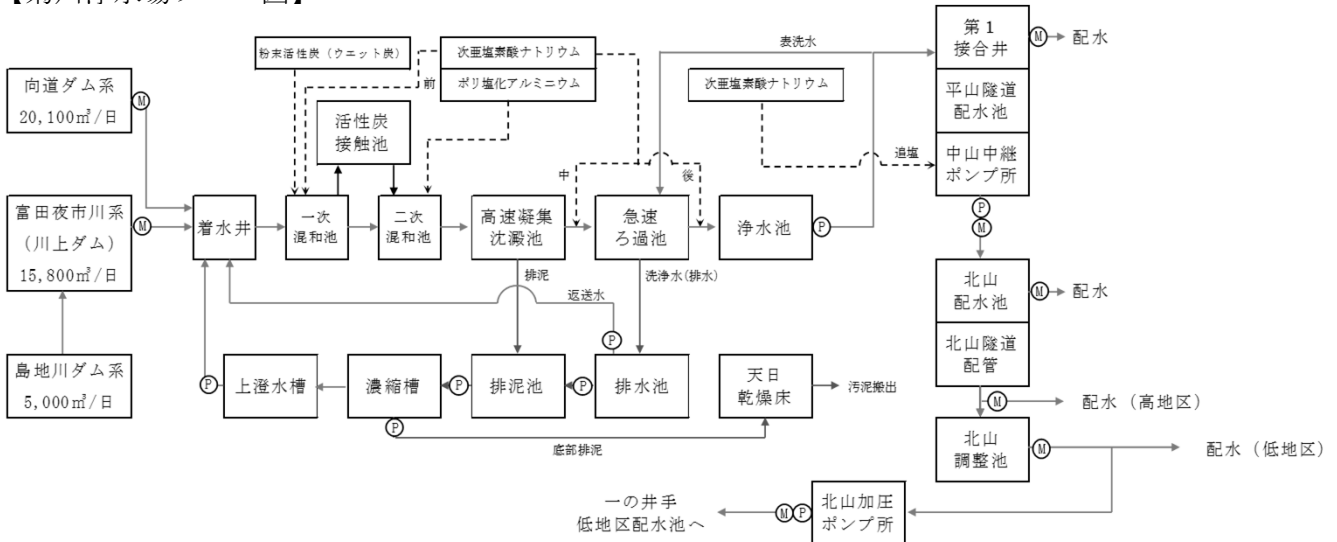 向道ダム系
20,100㎥/日
M
富田夜市川系
(川上ダム)
15,800㎥/日
M
島地川ダム系
5,000㎥/日
粉末活性炭(ウエット炭)
前
次亜塩素酸ナトリウム
ポリ塩化アルミニウム
活性炭
接触池
着水井
一次
混和池
二次
混和池
高速凝集
沈澱池
中
急速
ろ過池
後
浄水池
P
表洗水
次亜塩素酸ナトリウム
追塩
排泥
洗浄水(排水)
返送水
P
P
上澄水槽
濃縮槽
P
排泥池
P
排水池
天日
乾燥床
汚泥搬出
P
底部排泥
第1
接合井
M
配水
平山隧道
配水池
中山中継
ポンプ所
P
M
北山
配水池
M
配水
北山隧道
配管
M
配水(高地区)
北山
調整池
M
配水(低地区)
北山加圧
ポンプ所
M
P
一の井手
低地区配水池へ